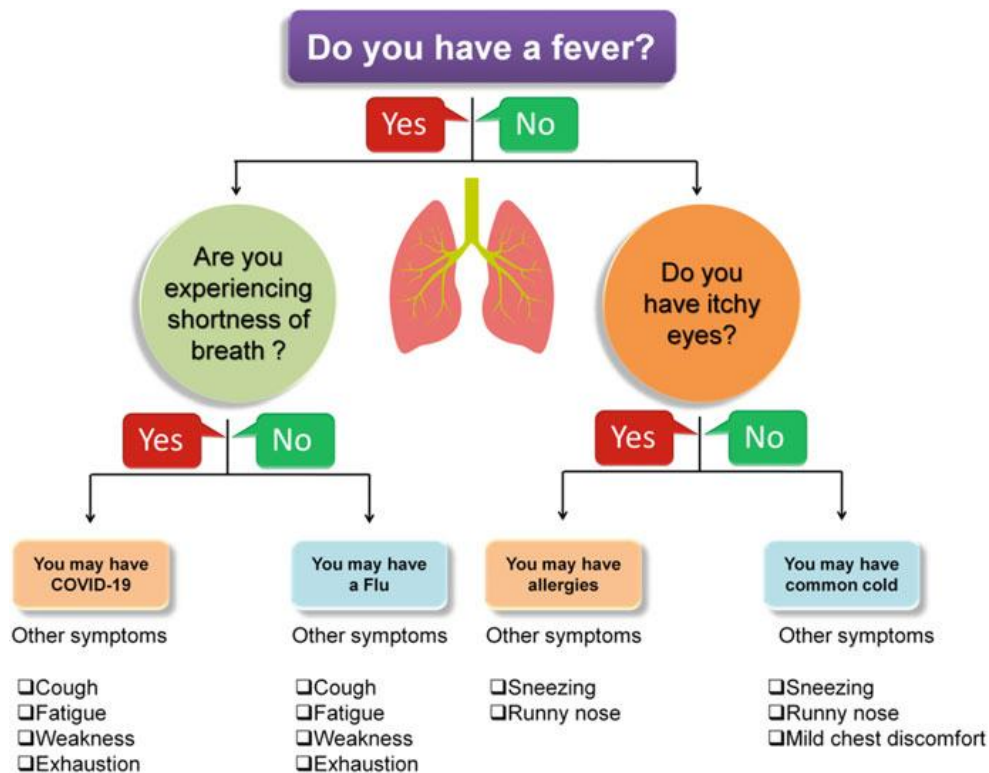 Do you have a fever?
Yes
No
Are you
experiencing
shortness of
breath ?
Do you
have itchy
eyes?
Yes
No
Yes
No
You may have
COVID-19
Other symptoms
❑Cough
❑Fatigue
❑Weakness
❑Exhaustion
You may have
a Flu
Other symptoms
❑Cough
❑Fatigue
❑Weakness
❑Exhaustion
You may have
allergies
Other symptoms
❑Sneezing
❑Runny nose
You may have
common cold
Other symptoms
❑Sneezing
❑Runny nose
❑Mild chest discomfort